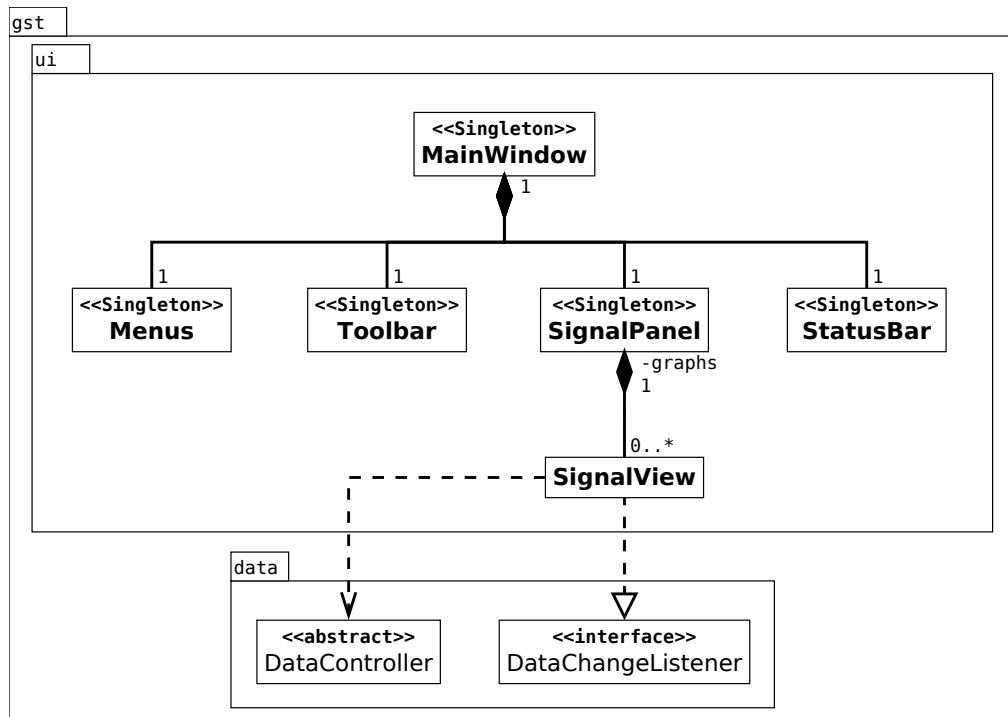 gst
ui
<<Singleton>>
MainWindow
1
1
1
1
1
<<Singleton>>
Menus
<<Singleton>>
Toolbar
<<Singleton>>
SignalPanel
<<Singleton>>
StatusBar
-graphs
1
0..*
SignalView
data
<<abstract>>
DataController
<<interface>>
DataChangeListener